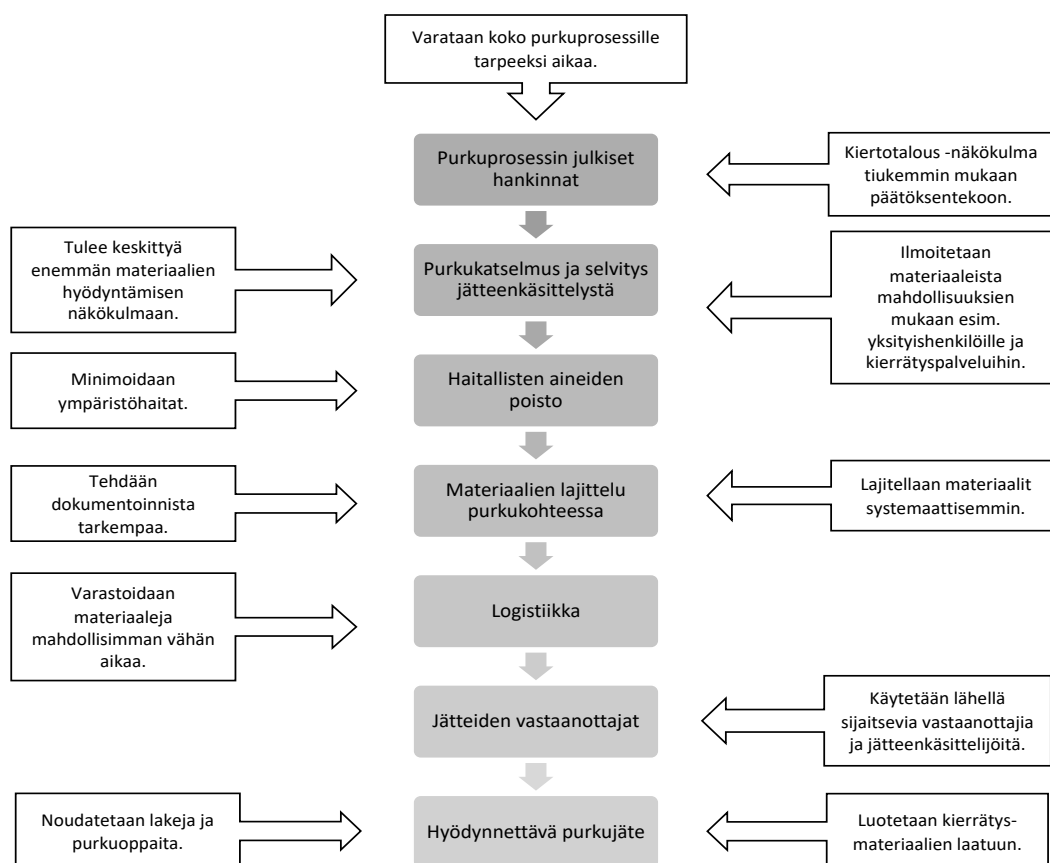 Varataan koko purkuprosessille
tarpeeksi aikaa.
Purkuprosessin julkiset
hankinnat
Kiertotalous -näkökulma
tiukemmin mukaan
päätöksentekoon.
Tulee keskittyä
enemmän materiaalien
hyödyntämisen
näkökulmaan.
Purkukatselmus ja selvitys
jätteenkäsittelystä
Ilmoitetaan
materiaaleista
mahdollisuuksien
mukaan esim.
yksityishenkilöille ja
kierrätyspalveluihin.
Minimoidaan
ympäristöhaitat.
Haitallisten aineiden
poisto
Tehdään
dokumentoinnista
tarkempaa.
Materiaalien lajittelu
purkukohteessa
Lajitellaan materiaalit
systemaattisemmin.
Varastoidaan
materiaaleja
mahdollisimman vähän
aikaa.
Logistiikka
Jätteiden vastaanottajat
Käytetään lähellä
sijaitsevia vastaanottajia
ja jätteenkäsittelijöitä.
Noudatetaan lakeja ja
purkuoppaita.
Hyödynnettävä purkujäte
Luotetaan kierrätys-
materiaalien laatuun.